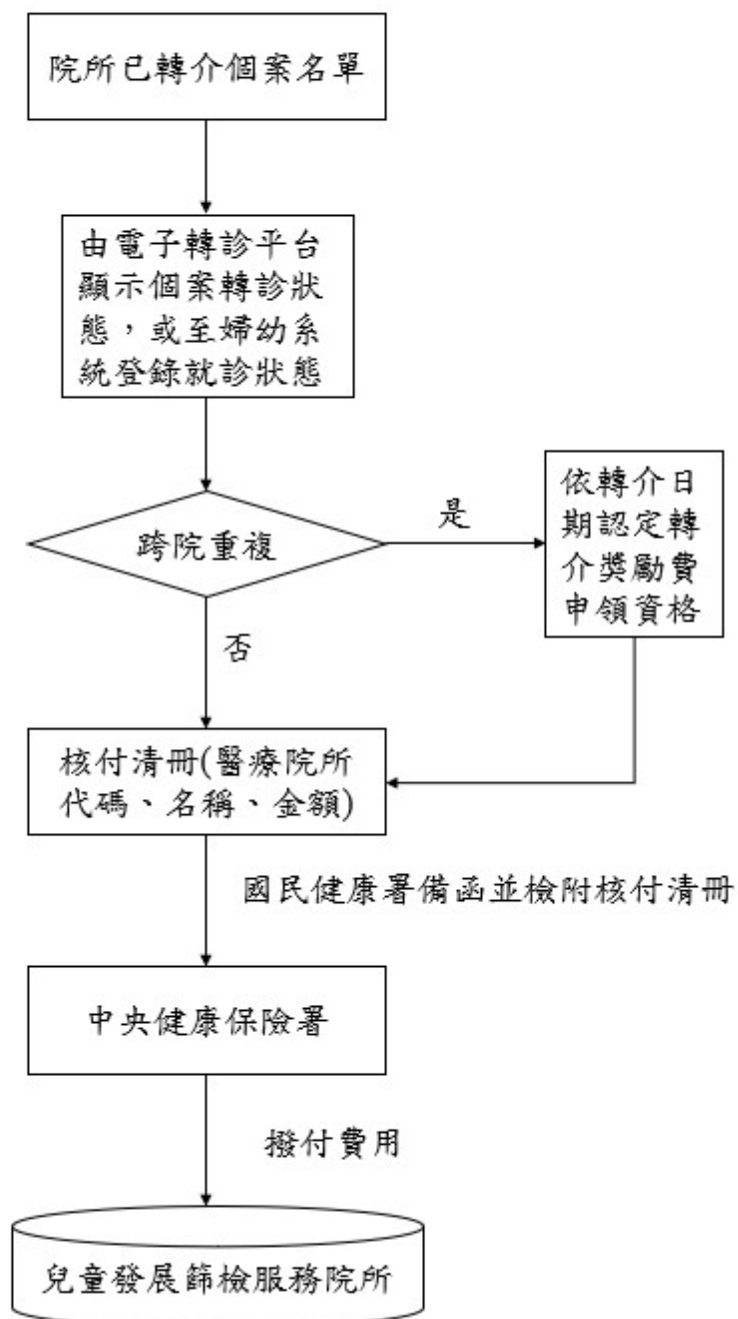 院所已轉介個案名單
由電子轉診平台
顯示個案轉診狀
態，或至婦幼系
統登錄就診狀態
跨院重複
是
依轉介日
期認定轉
介獎勵費
申領資格
否
核付清冊(醫療院所
代碼、名稱、金額)
國民健康署備函並檢附核付清冊
中央健康保險署
撥付費用
兒童發展篩檢服務院所